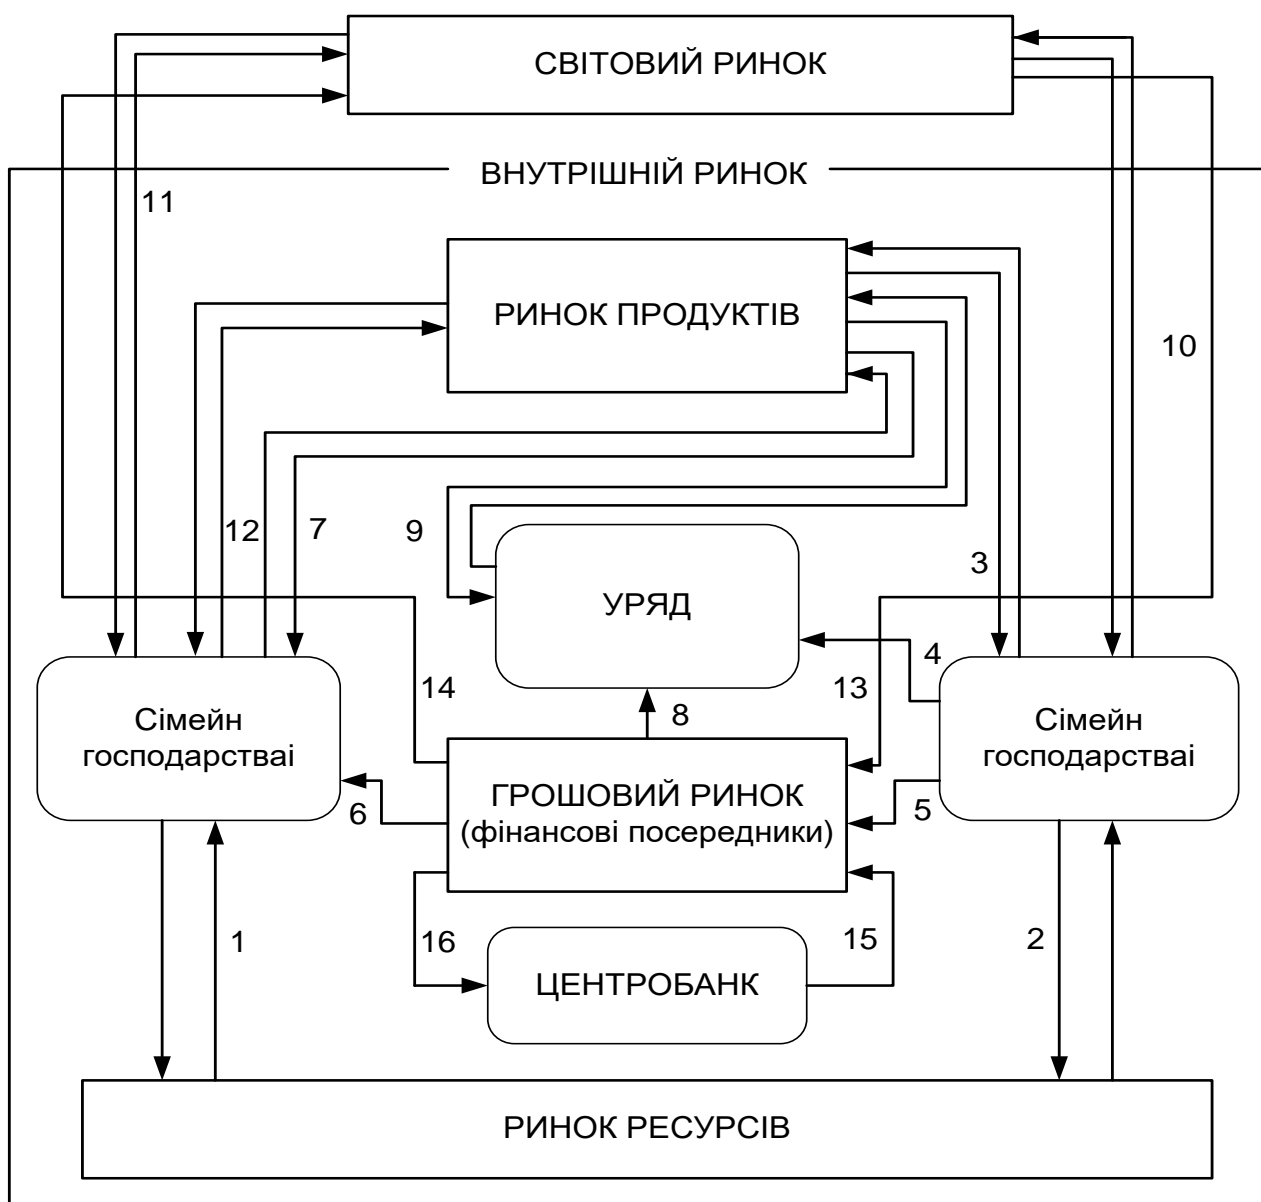 СВІТОВИЙ РИНОК
ВНУТРІШНІЙ РИНОК
11
РИНОК ПРОДУКТІВ
10
12
7
9
3
УРЯД
4
14
13
8
Сімейн
господарстваі
Сімейн
господарстваі
ГРОШОВИЙ РИНОК
(фінансові посередники)
6
5
1
16
15
2
ЦЕНТРОБАНК
РИНОК РЕСУРСІВ